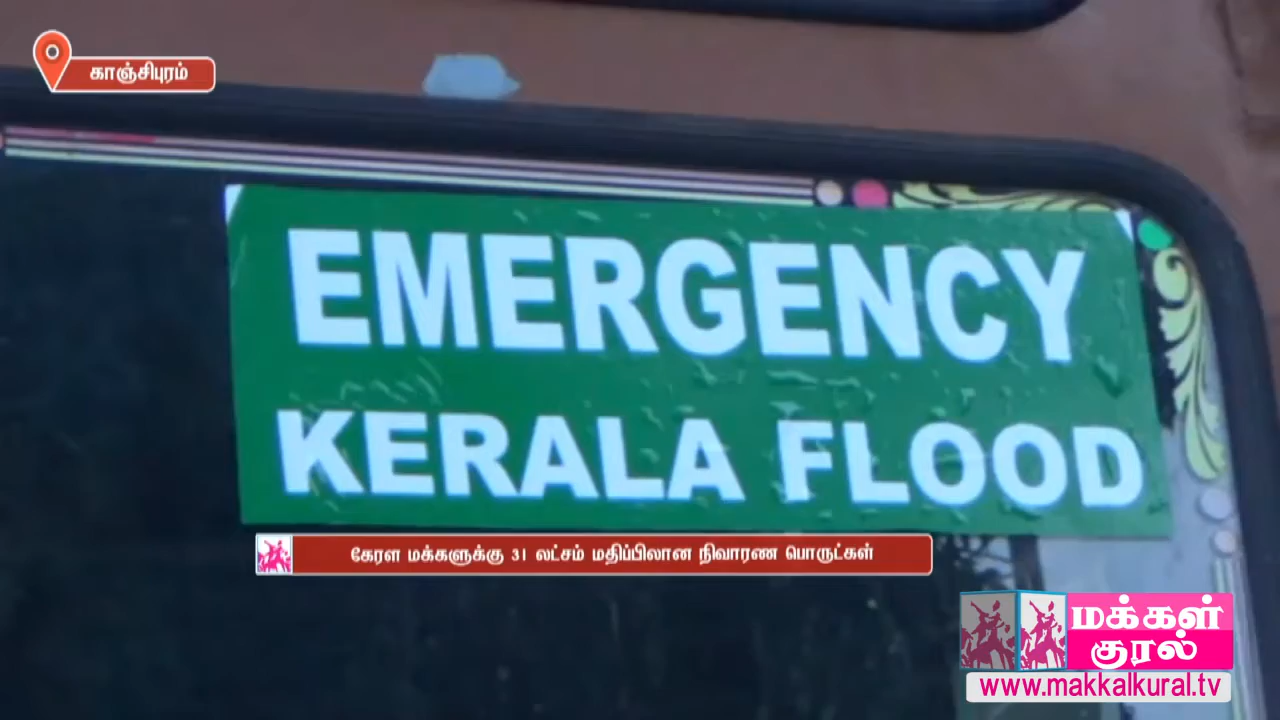 காஞ்சிபுரம்
EMERGENCY
KERALA FLOOD
கேரள மக்களுக்கு 31 லட்சம் மதிப்பிலான நிவாரண பொருட்கள்
மக்கள்
குரல்
www.makkalkural.tv